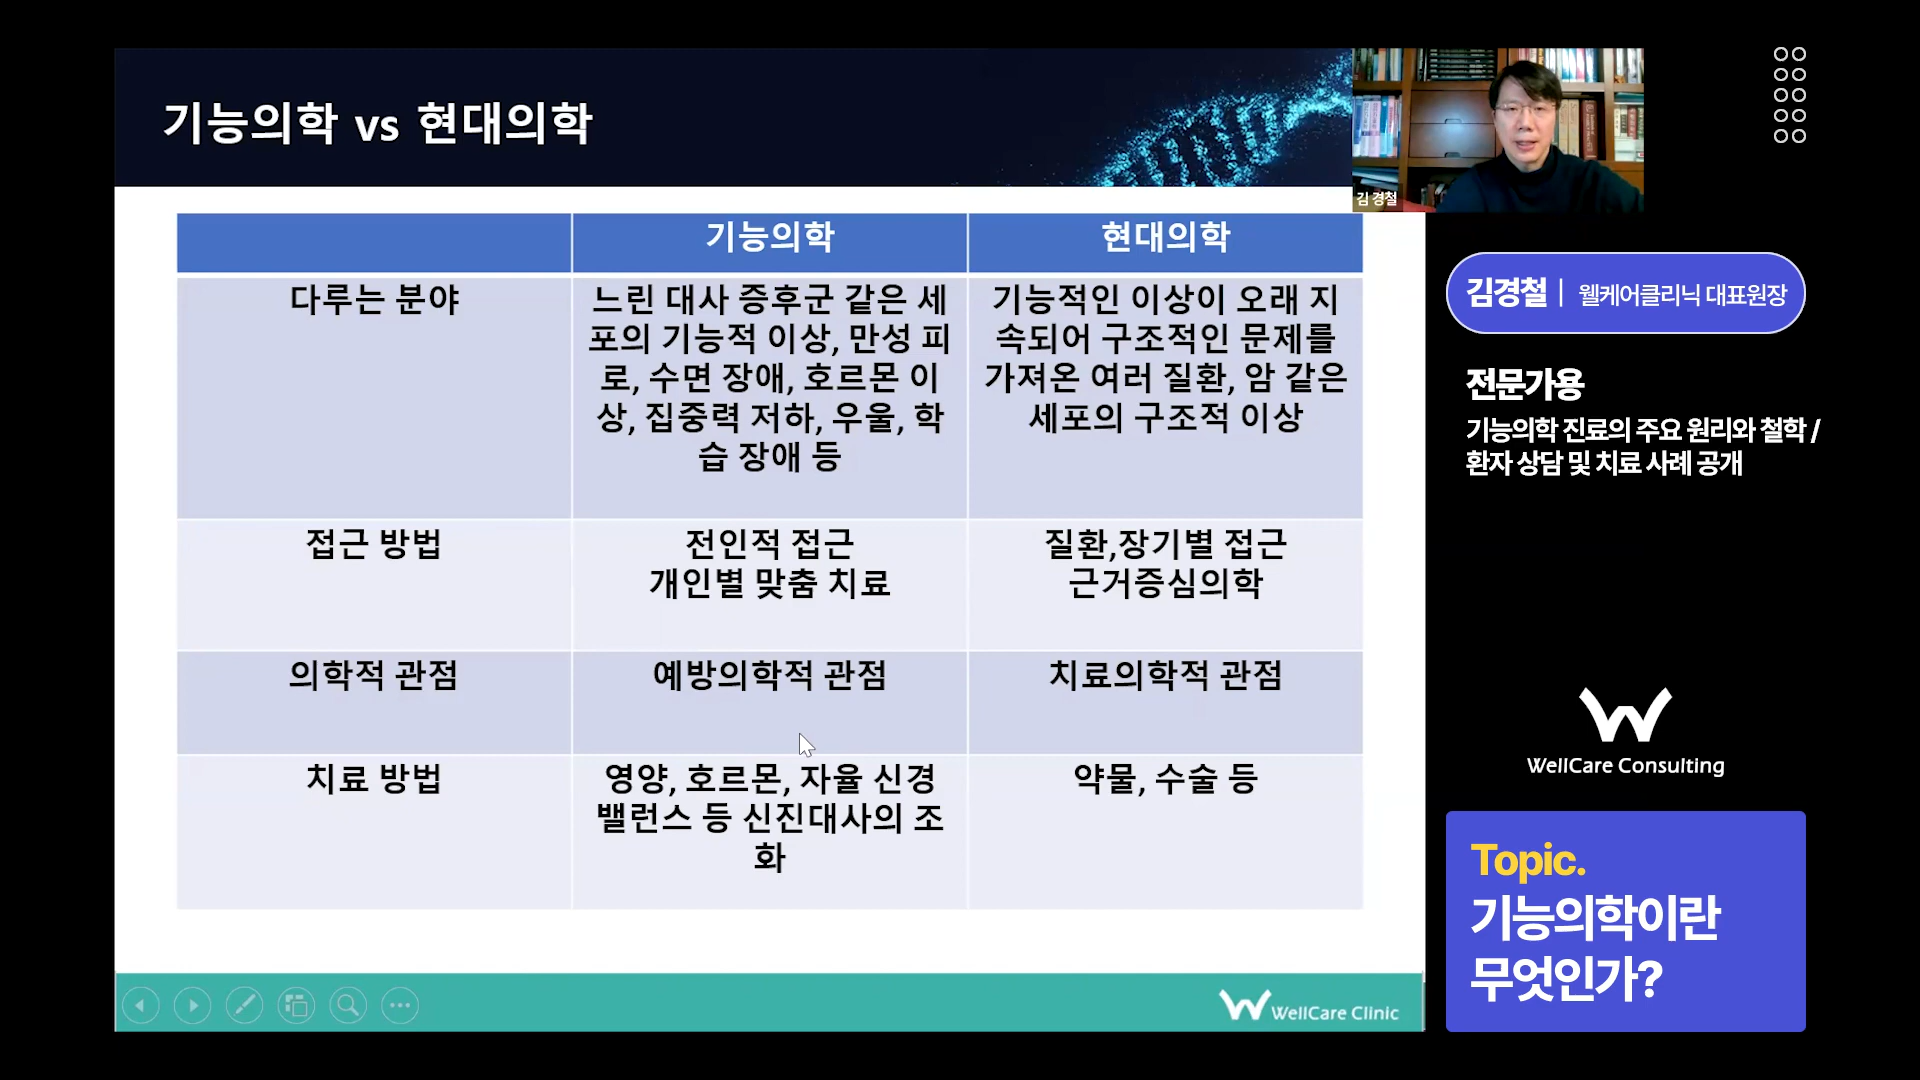 기능의학 vs 현대의학
김 경철
기능의학
현대의학
다루는 분야
느린 대사 증후군 같은 세
포의 기능적 이상, 만성 피
로, 수면 장애, 호르몬 이
상, 집중력 저하, 우울, 학
습 장애 등
기능적인 이상이 오래 지
속되어 구조적인 문제를
가져온 여러 질환, 암 같은
세포의 구조적 이상
접근 방법
전인적 접근
개인별 맞춤 치료
질환,장기별 접근
근거증심의학
의학적 관점
예방의학적 관점
치료의학적 관점
치료 방법
영양, 호르몬, 자율 신경
밸런스 등 신진대사의 조
화
약물, 수술 등
WellCare Clinic
김경철 | 웰케어클리닉 대표원장
전문가용
기능의학 진료의 주요 원리와 철학 /
환자 상담 및 치료 사례 공개
WellCare Consulting
Topic.
기능의학이란
무엇인가?